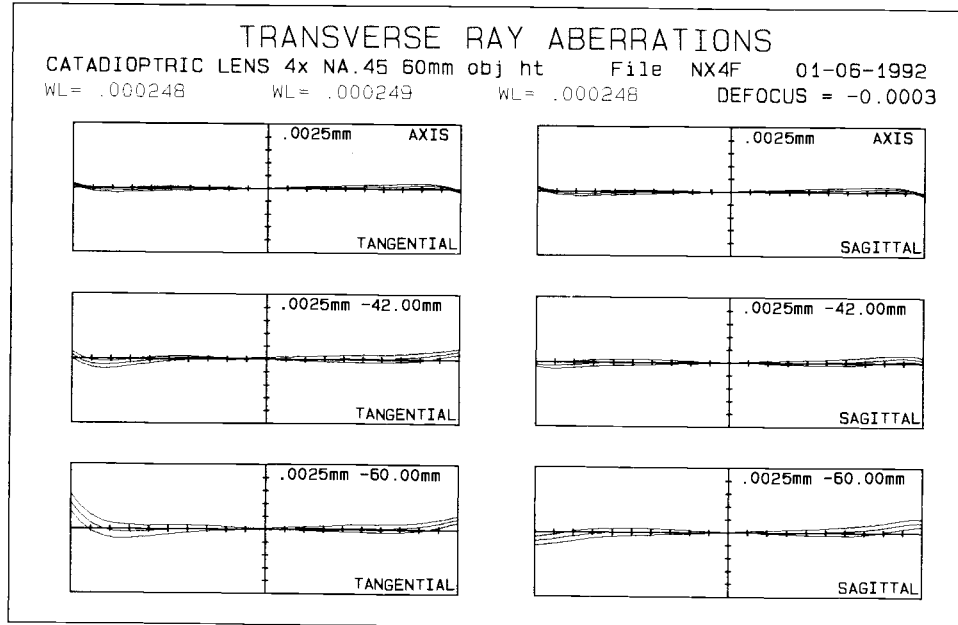 TRANSVERSE RAY ABERRATIONS
CATADIOPTRIC LENS 4x NA.45 60mm obj ht File NX4F 01-06-1992
WL= .000248 WL= .000249 WL= .000248 DEFOCUS = -0.0003
.0025mm AXIS
TANGENTIAL
.0025mm AXIS
SAGITTAL
.0025mm -42.00mm
TANGENTIAL
.0025mm -42.00mm
SAGITTAL
.0025mm -60.00mm
TANGENTIAL
.0025mm -60.00mm
SAGITTAL